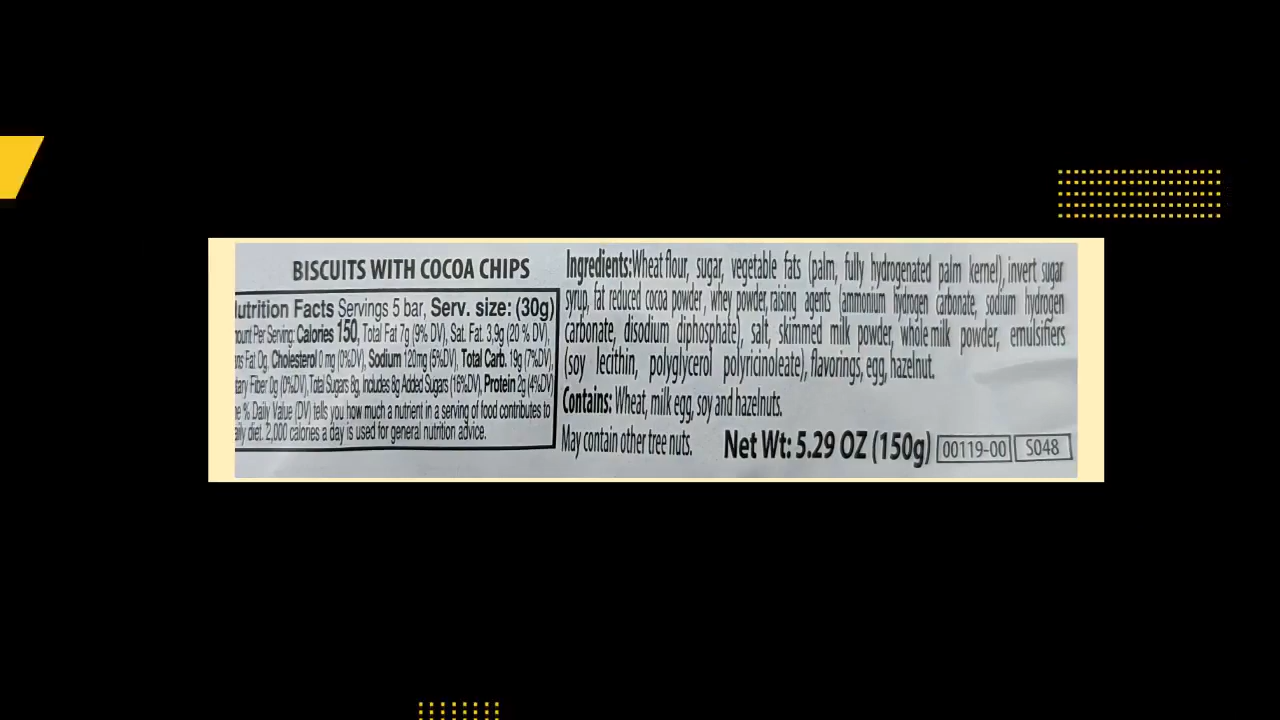 BISCUITS WITH COCOA CHIPS
utrition Facts Servings 5 bar, Serv. size: (30g)
ount Per Serving: Calories 150, Total Fat 7g (9% DV), Sat. Fat. 3,9g (20 % DV),
ns Fat 0g, Cholesterol 0 mg (0%DV), Sodium 120mg (5%DV), Total Carb. 19g (7%DV),
tary Fiber 0g (0%DV), Total Sugars 8g, Includes 8g Added Sugars (16%DV), Protein 2g (4%DV)
e % Daily Value (DV) tells you how much a nutrient in a serving of food contributes to
aily diet. 2,000 calories a day is used for general nutrition advice.
Ingredients:Wheat flour, sugar, vegetable fats (palm, fully hydrogenated palm kernel), invert sugar
syrup, fat reduced cocoa powder, whey powder, raising agents (ammonium hydrogen carbonate, sodium hydrogen
carbonate, disodium diphosphate), salt, skimmed milk powder, whole milk powder, emulsifiers
(soy lecithin, polyglycerol polyricinoleate), flavorings, egg, hazelnut.
Contains: Wheat, milk egg, soy and hazelnuts.
May contain other tree nuts.
Net Wt: 5.29 OZ (150g) 00119-00 S048